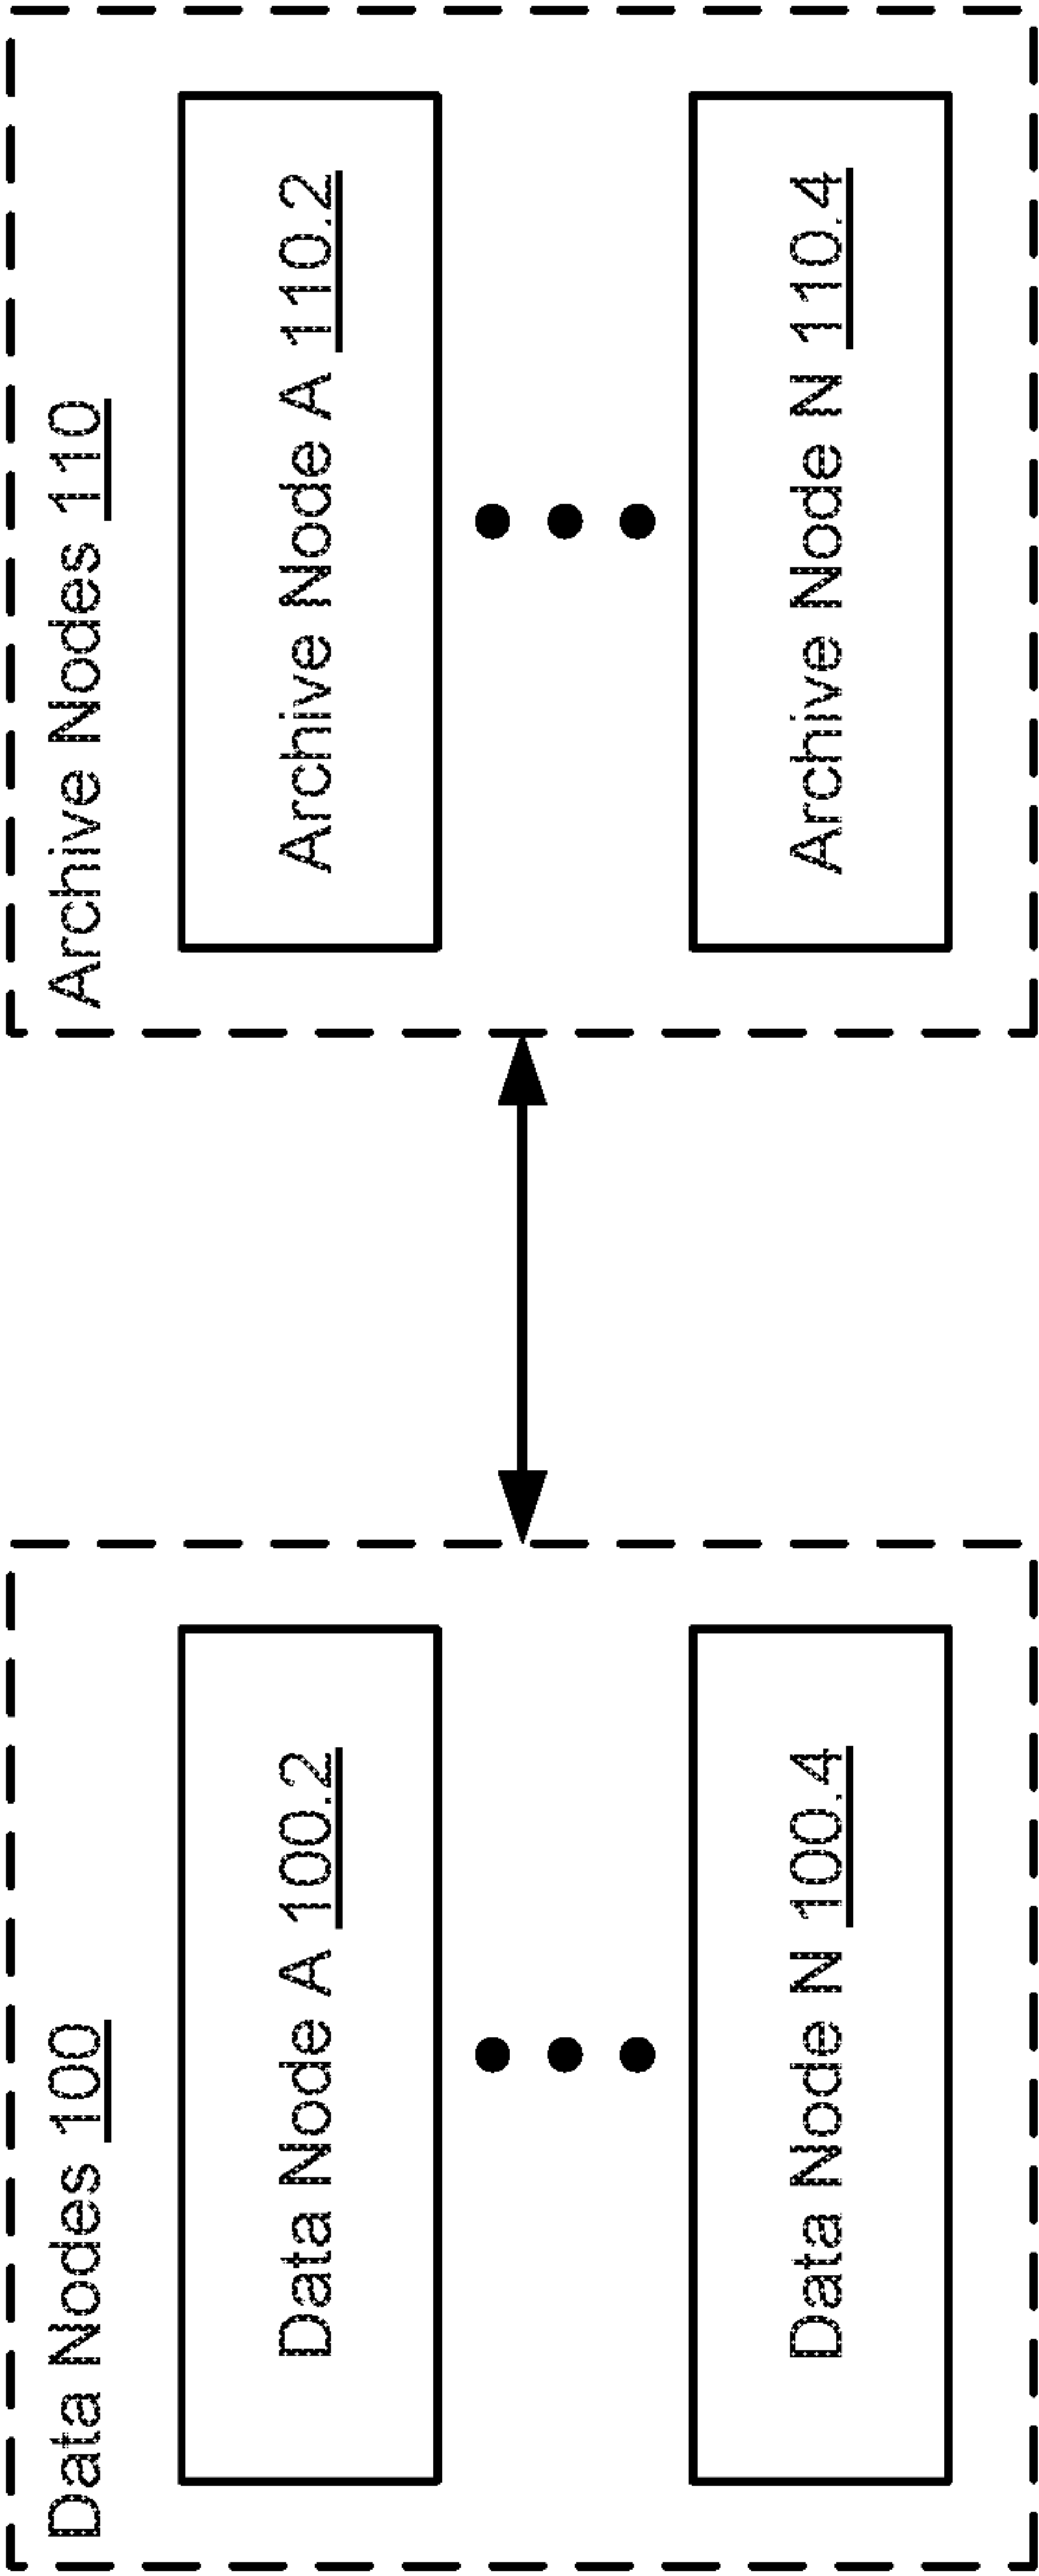 Data Nodes 100
Data Node A 100.2
Data Node N 100.4
Archive Nodes 110
Archive Node A 110.2
Archive Node N 110.4